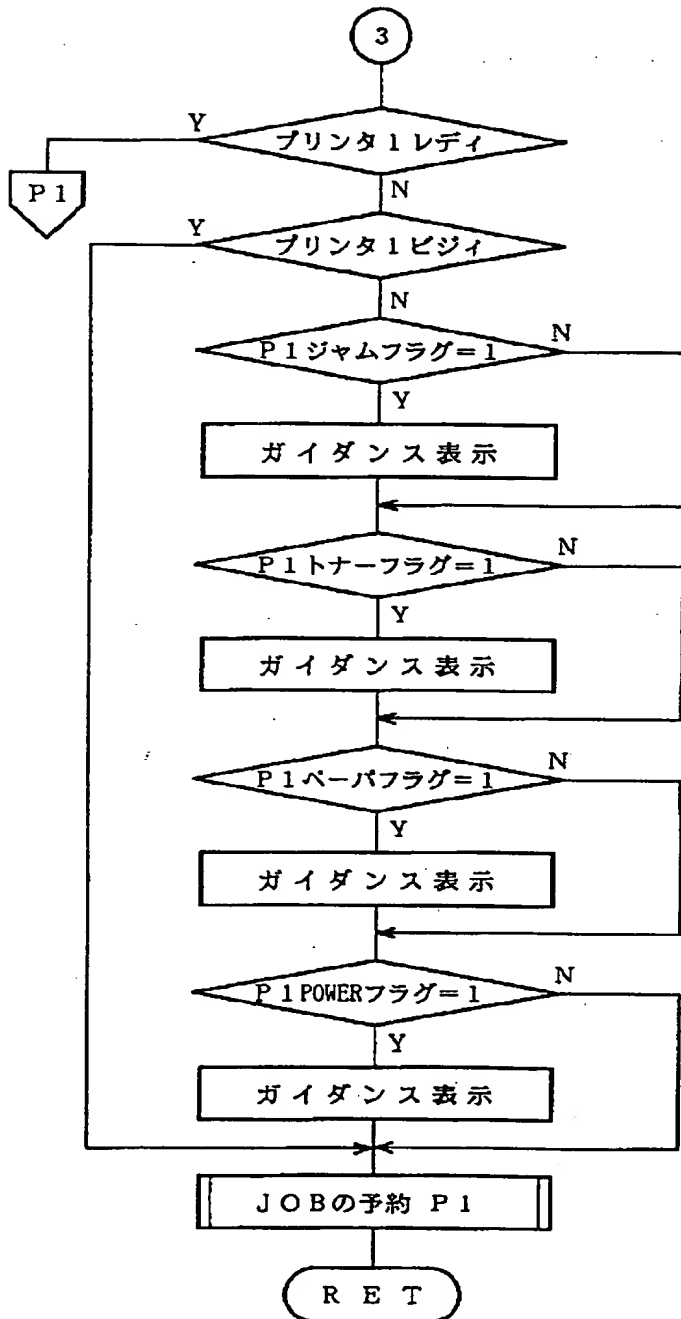 3
Y
プリンタ1レディ
P1
N
Y
プリンタ1ビジィ
N
P1ジャムフラグ=1
N
Y
ガイダンス表示
P1トナーフラグ=1
N
Y
ガイダンス表示
P1ペーパフラグ=1
N
Y
ガイダンス表示
P1POWERフラグ=1
N
Y
ガイダンス表示
JOBの予約 P1
RET